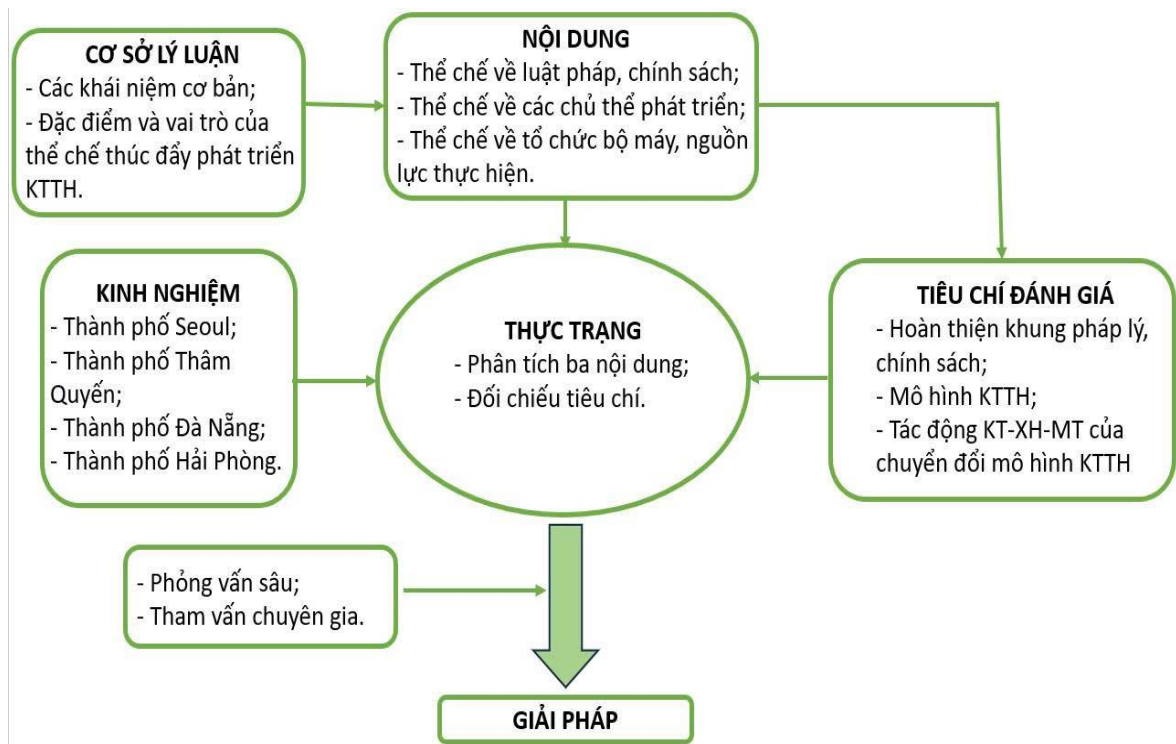 CƠ SỞ LÝ LUẬN
- Các khái niệm cơ bản;
- Đặc điểm và vai trò của
thể chế thúc đẩy phát triển
KTTH.
NỘI DUNG
- Thể chế về luật pháp, chính sách;
- Thể chế về các chủ thể phát triển;
- Thể chế về tổ chức bộ máy, nguồn
lực thực hiện.
KINH NGHIỆM
- Thành phố Seoul;
- Thành phố Thâm
Quyến;
- Thành phố Đà Nẵng;
- Thành phố Hải Phòng.
THỰC TRẠNG
- Phân tích ba nội dung;
- Đối chiếu tiêu chí.
TIÊU CHÍ ĐÁNH GIÁ
- Hoàn thiện khung pháp lý,
chính sách;
- Mô hình KTTH;
- Tác động KT-XH-MT của
chuyển đổi mô hình KTTH
- Phỏng vấn sâu;
- Tham vấn chuyên gia.
GIẢI PHÁP